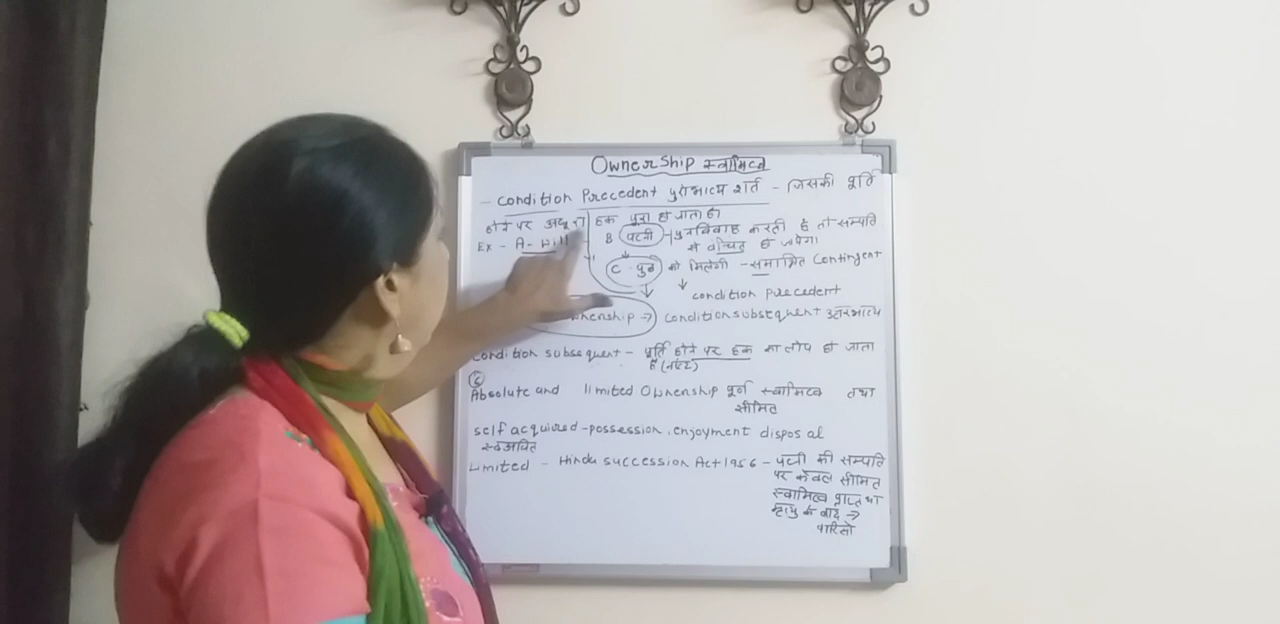 Ownership स्वामित्व
- condition Precedent पुरोभाव्य शर्त - जिसकी पूर्ति
होने पर अधूरा हक पूरा हो जाता है।
Ex - A - Will B पत्नी - पुनर्विवाह करती है तो सम्पत्ति
से वंचित हो जायेगा
C - पुत्र को मिलेगी - समाश्रित Contingent
↓ condition precedent
→ condition subsequent उत्तरभाव्य
condition subsequent - पूर्ति होने पर हक का लोप हो जाता
है (नष्ट)
6
Absolute and limited Ownership पूर्ण स्वामित्व तथा
सीमित
self acquired - possession, enjoyment disposal
स्वअर्जित
Limited - Hindu succession Act 1956 - पत्नी की सम्पत्ति
पर केवल सीमित
स्वामित्व प्राप्त था
मृत्यु के बाद →